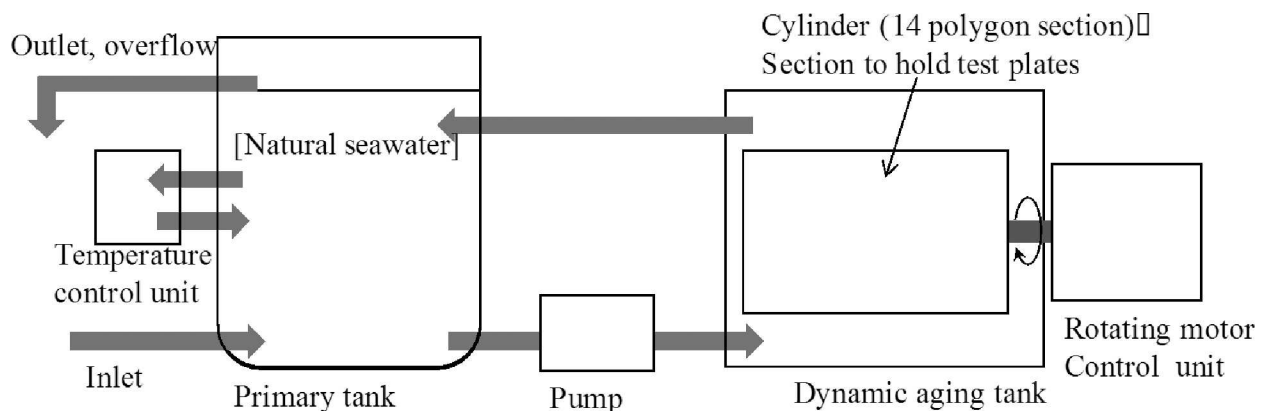 Outlet, overflow
Cylinder (14 polygon section)
Section to hold test plates
[Natural seawater]
Temperature
control unit
Inlet
Primary tank
Pump
Dynamic aging tank
Rotating motor
Control unit